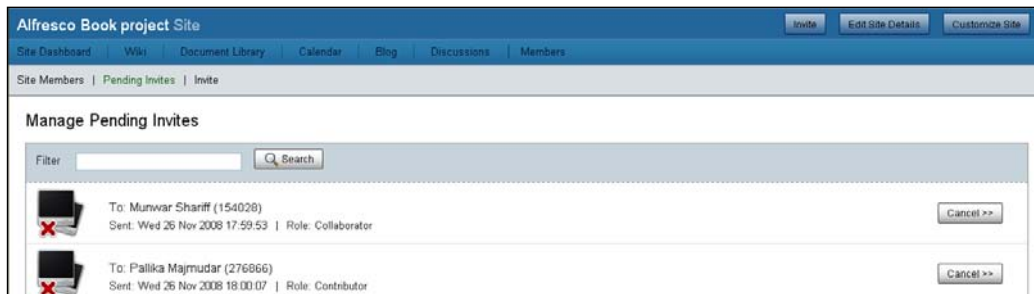 Alfresco Book project Site Invite Edit Site Details Customize Site
Site Dashboard | Wiki | Document Library | Calendar | Blog | Discussions | Members
Site Members | Pending Invites | Invite
Manage Pending Invites
Filter Search
To: Munwar Shariff (154028)
Sent: Wed 26 Nov 2008 17:59:53 | Role: Collaborator
Cancel >>
To: Pallika Majmudar (276866)
Sent: Wed 26 Nov 2008 18:00:07 | Role: Contributor
Cancel >>